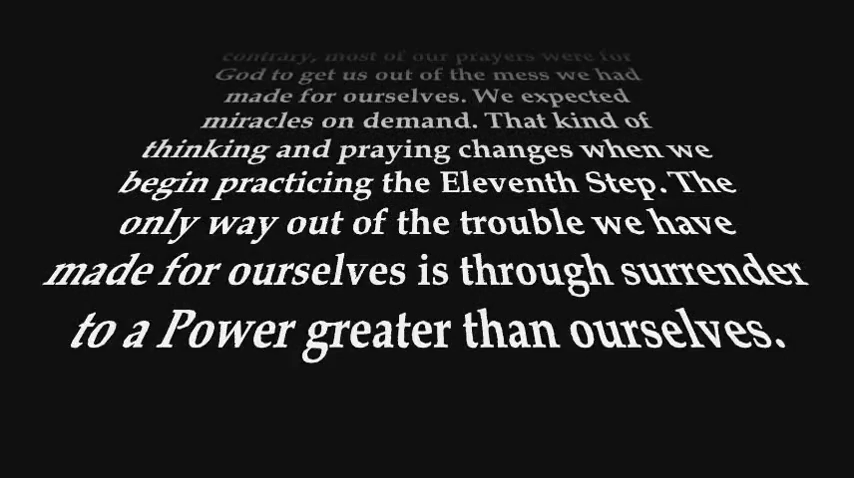 contrary, most of our prayers were for
God to get us out of the mess we had
made for ourselves. We expected
miracles on demand. That kind of
thinking and praying changes when we
begin practicing the Eleventh Step. The
only way out of the trouble we have
made for ourselves is through surrender
to a Power greater than ourselves.